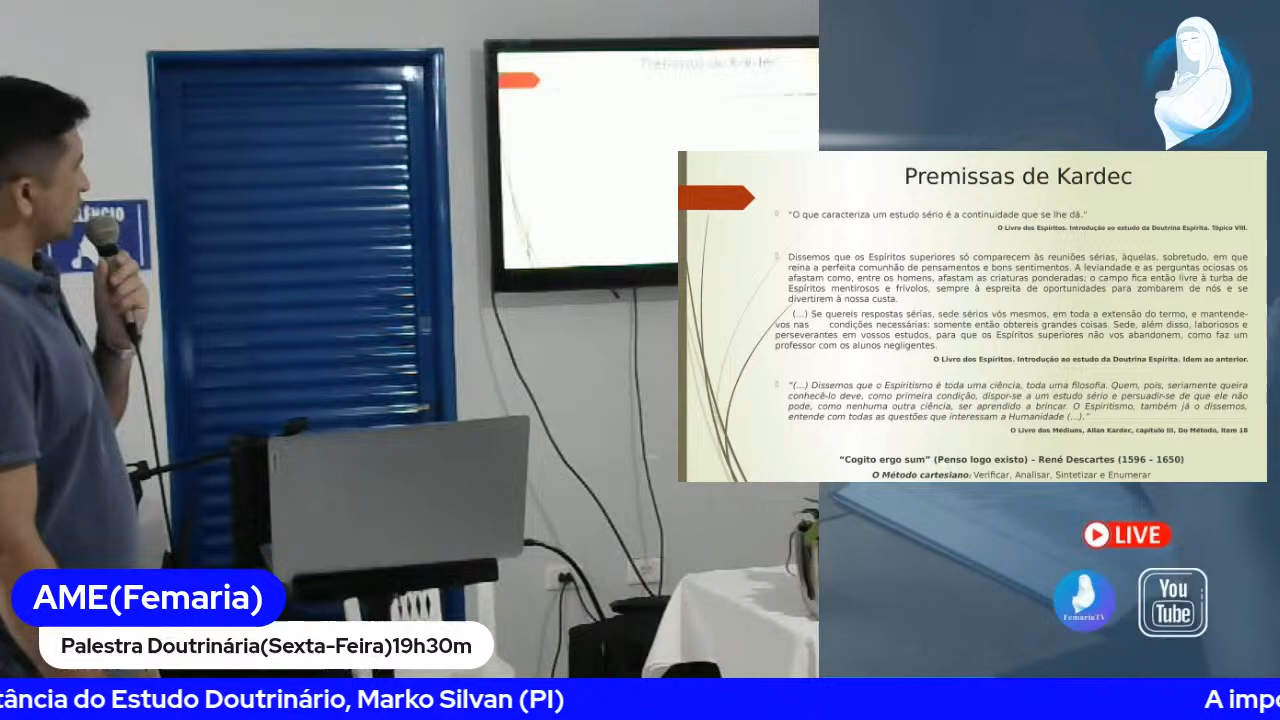 Premissas de Kardec
SILÊNCIO
Premissas de Kardec
“O que caracteriza um estudo sério é a continuidade que se lhe dá.”
O Livro dos Espíritos. Introdução ao estudo da Doutrina Espírita. Tópico VIII.
Dissemos que os Espíritos superiores só comparecem às reuniões sérias, àquelas, sobretudo, em que
reina a perfeita comunhão de pensamentos e bons sentimentos. A leviandade e as perguntas ociosas os
afastam como, entre os homens, afastam as criaturas ponderadas; o campo fica então livre à turba de
Espíritos mentirosos e frívolos, sempre à espreita de oportunidades para zombarem de nós e se
divertirem à nossa custa.
(...) Se quereis respostas sérias, sede sérios vós mesmos, em toda a extensão do termo, e mantende-
vos nas condições necessárias: somente então obtereis grandes coisas. Sede, além disso, laboriosos e
perseverantes em vossos estudos, para que os Espíritos superiores não vos abandonem, como faz um
professor com os alunos negligentes.
O Livro dos Espíritos. Introdução ao estudo da Doutrina Espírita. Idem ao anterior.
“(...) Dissemos que o Espiritismo é toda uma ciência, toda uma filosofia. Quem, pois, seriamente queira
conhecê-lo deve, como primeira condição, dispor-se a um estudo sério e persuadir-se de que ele não
pode, como nenhuma outra ciência, ser aprendido a brincar. O Espiritismo, também já o dissemos,
entende com todas as questões que interessam a Humanidade (...).”
O Livro dos Médiuns, Allan Kardec, capítulo III, Do Método, item 18
“Cogito ergo sum” (Penso logo existo) – René Descartes (1596 – 1650)
O Método cartesiano: Verificar, Analisar, Sintetizar e Enumerar
LIVE
FemariaTV
You
Tube
AME(Femaria)
Palestra Doutrinária(Sexta-Feira)19h30m
tância do Estudo Doutrinário, Marko Silvan (PI)
A impo